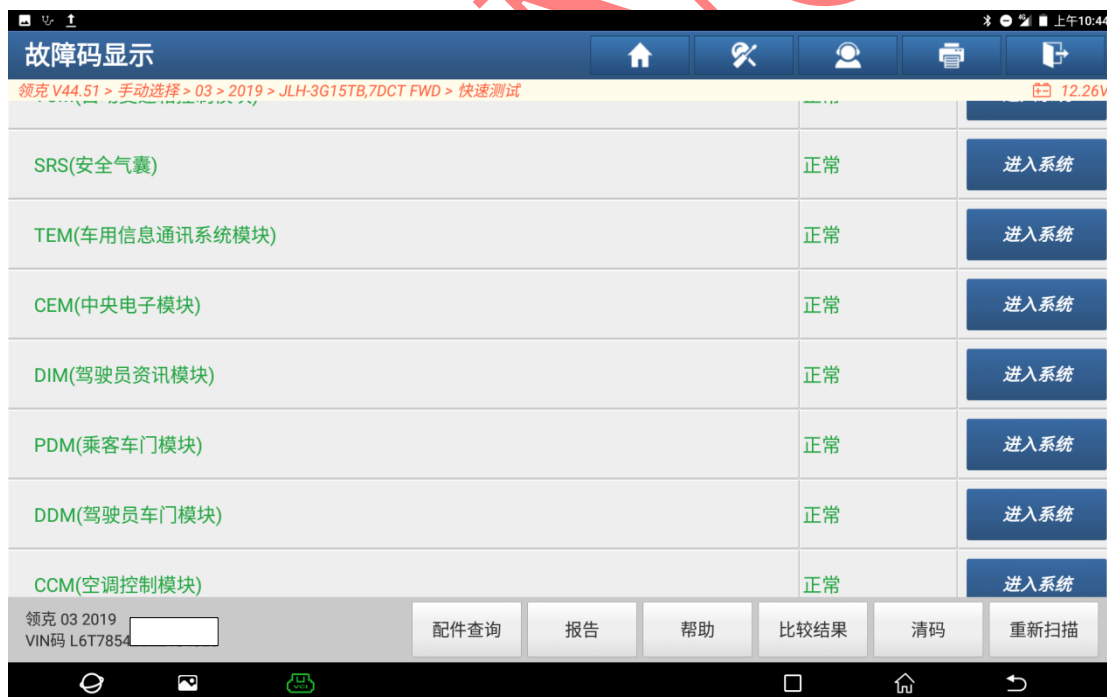 上午10:44
故障码显示
领克 V44.51 > 手动选择 > 03 > 2019 > JLH-3G15TB,7DCT FWD > 快速测试
12.26V
SRS(安全气囊) 正常 进入系统
TEM(车用信息通讯系统模块) 正常 进入系统
CEM(中央电子模块) 正常 进入系统
DIM(驾驶员资讯模块) 正常 进入系统
PDM(乘客车门模块) 正常 进入系统
DDM(驾驶员车门模块) 正常 进入系统
CCM(空调控制模块) 正常 进入系统
领克 03 2019
VIN码 L6T7854
配件查询 报告 帮助 比较结果 清码 重新扫描
VCI